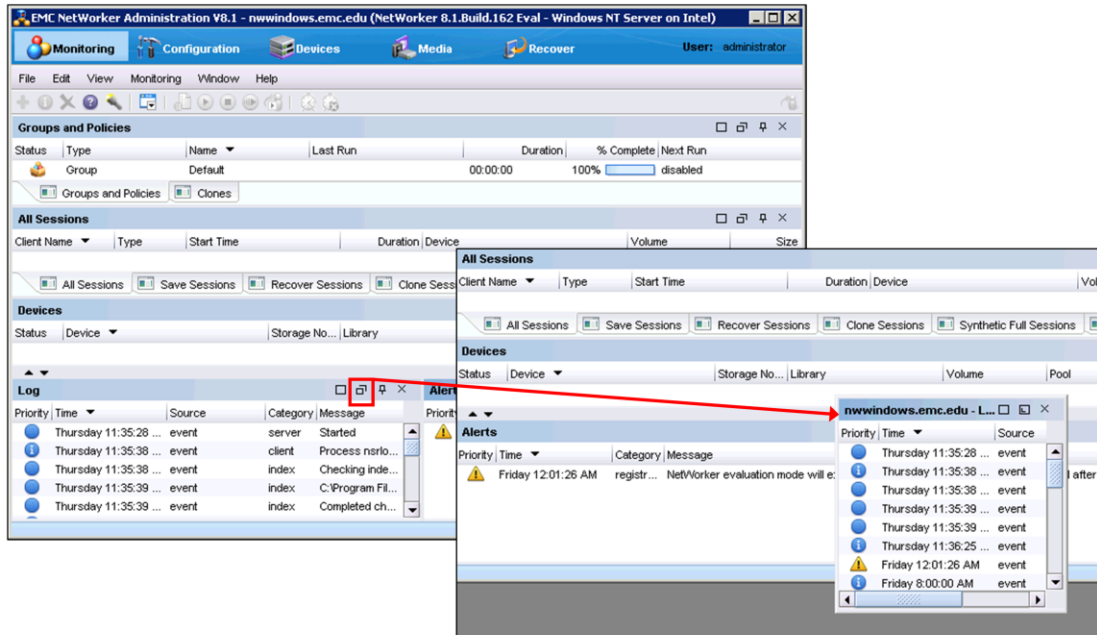 EMC NetWorker Administration V8.1 - nwwindows.emc.edu (NetWorker 8.1.Build.162 Eval - Windows NT Server on Intel)
Monitoring Configuration Devices Media Recover User: administrator
File Edit View Monitoring Window Help
Groups and Policies
Status Type Name Last Run Duration % Complete Next Run
Group Default 00:00:00 100% disabled
Groups and Policies Clones
All Sessions
Client Name Type Start Time Duration Device Volume Size
All Sessions Save Sessions Recover Sessions Clone Sess
Devices
Status Device Storage No... Library
Log
Priority Time Source Category Message
Thursday 11:35:28 ... event server Started
Thursday 11:35:38 ... event client Process nsrlo...
Thursday 11:35:38 ... event index Checking inde...
Thursday 11:35:39 ... event index C:\Program Fil...
Thursday 11:35:39 ... event index Completed ch...
Alert
Priorit
All Sessions
Client Name Type Start Time Duration Device Vol
All Sessions Save Sessions Recover Sessions Clone Sessions Synthetic Full Sessions
Devices
Status Device Storage No... Library Volume Pool
Alerts
Priority Time Category Message
Friday 12:01:26 AM registr... NetWorker evaluation mode will e after
nwwindows.emc.edu - L...
Priority Time Source
Thursday 11:35:28 ... event
Thursday 11:35:38 ... event
Thursday 11:35:38 ... event
Thursday 11:35:39 ... event
Thursday 11:35:39 ... event
Thursday 11:36:25 ... event
Friday 12:01:26 AM event
Friday 8:00:00 AM event